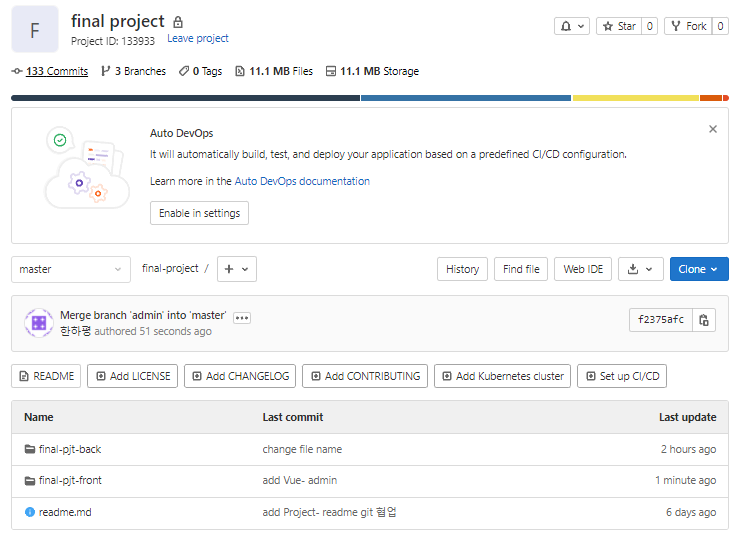 F
final project
Project ID: 133933 Leave project
Star 0 Fork 0
133 Commits 3 Branches 0 Tags 11.1 MB Files 11.1 MB Storage
Auto DevOps
It will automatically build, test, and deploy your application based on a predefined CI/CD configuration.
Learn more in the Auto DevOps documentation
Enable in settings
master final-project / + History Find file Web IDE Clone
Merge branch 'admin' into 'master'
한하평 authored 51 seconds ago
f2375afc
README Add LICENSE Add CHANGELOG Add CONTRIBUTING Add Kubernetes cluster Set up CI/CD
Name Last commit Last update
final-pjt-back change file name 2 hours ago
final-pjt-front add Vue- admin 1 minute ago
readme.md add Project- readme git 협업 6 days ago